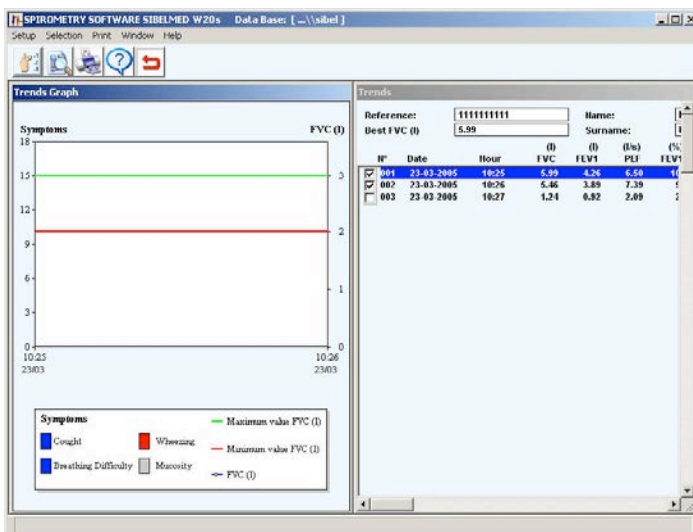 SPIROMETRY SOFTWARE SIBELMED W20s Data Base: [ ...\\sibel ]
Setup Selection Print Window Help
Trends Graph
Symptoms FVC (l)
18
15 3
12
9 2
6
1
3
0 0
10:25 10:26
23/03 23/03
Symptoms
Cought
Wheezing
Breathing Difficulty
Mucosity
Maximum value FVC (l)
Minimum value FVC (l)
FVC (l)
Trends
Reference: 1111111111 Name:
Best FVC (l) 5.99 Surname:
(l) (l) (l/s) (%)
Nº Date Hour FVC FEV1 PEF FEV1
001 23-03-2005 10:25 5.99 4.26 6.50
002 23-03-2005 10:26 5.46 3.89 7.39
003 23-03-2005 10:27 1.24 0.92 2.09